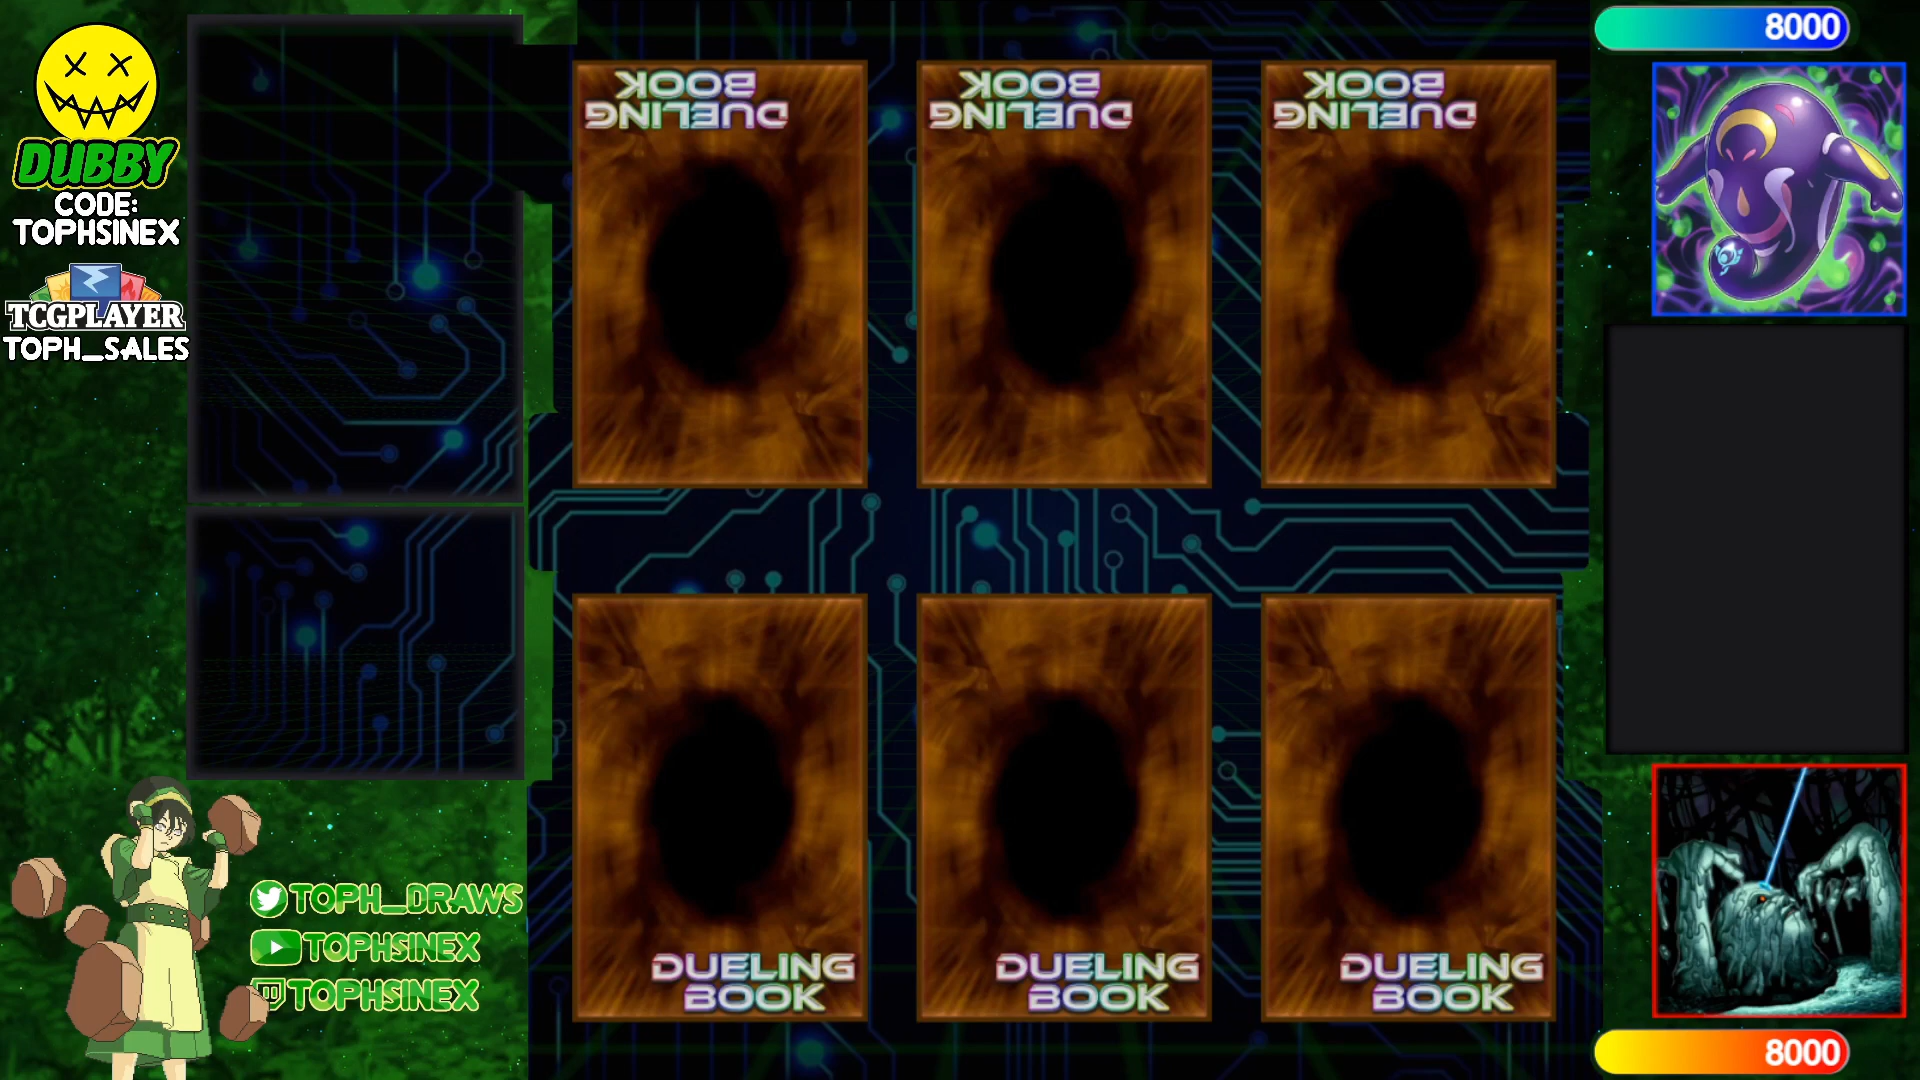 DUBBY
CODE:
TOPHSINEX
TCGPLAYER
TOPH_SALES
8000
DUELING
BOOK
DUELING
BOOK
DUELING
BOOK
DUELING
BOOK
DUELING
BOOK
DUELING
BOOK
TOPH_DRAWS
TOPHSINEX
TOPHSINEX
8000